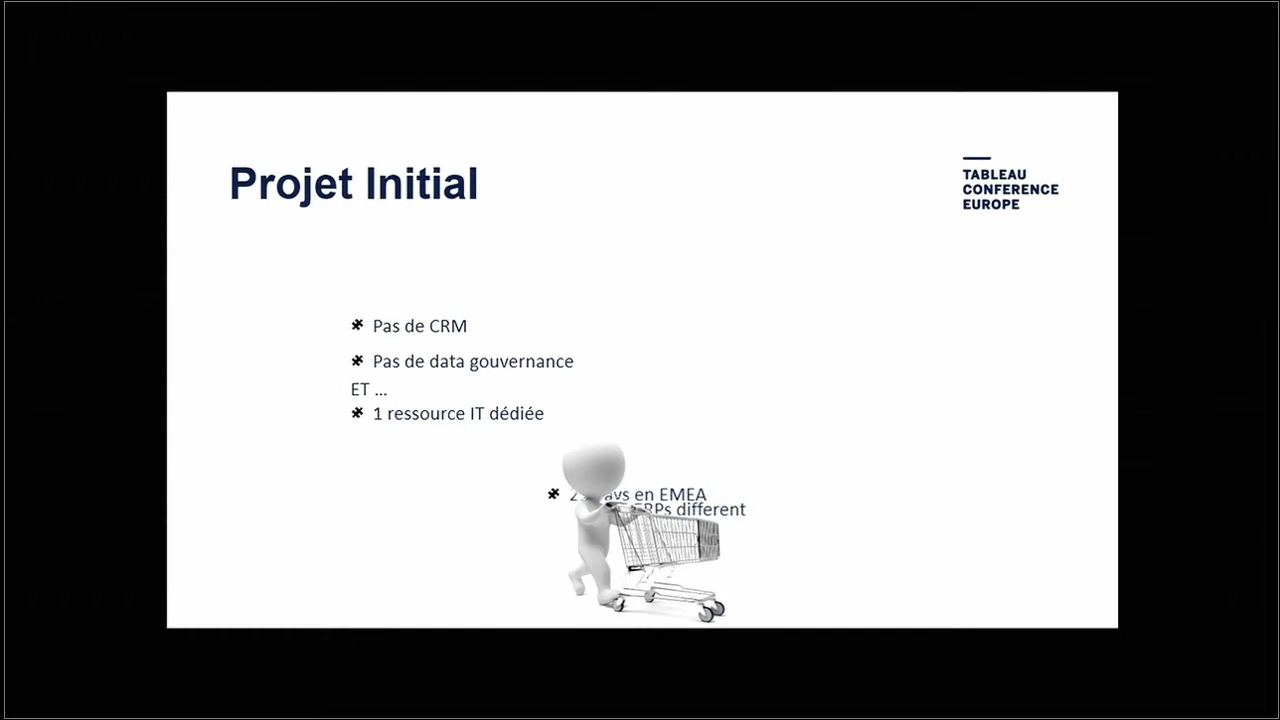 Projet Initial
TABLEAU
CONFERENCE
EUROPE
Pas de CRM
Pas de data gouvernance
ET ...
1 ressource IT dédiée
en EMEA
ERPs different